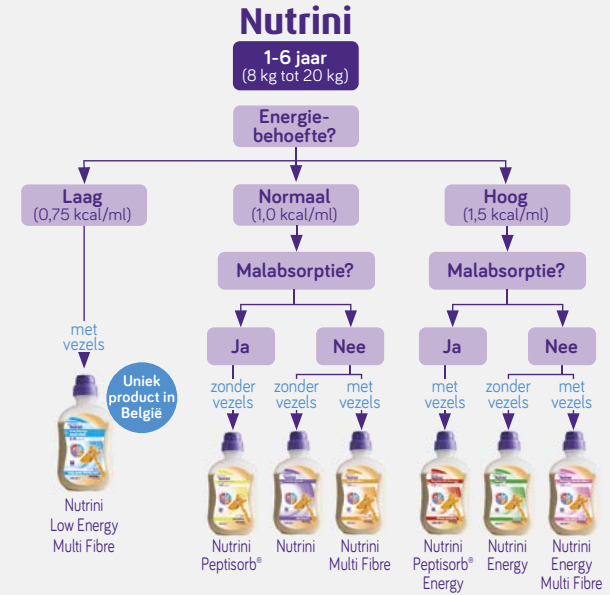 Nutrini
1-6 jaar
(8 kg tot 20 kg)
Energie-
behoefte?
Laag
(0,75 kcal/ml)
Normaal
(1,0 kcal/ml)
Hoog
(1,5 kcal/ml)
Malabsorptie?
Malabsorptie?
Ja
Nee
Ja
Nee
met
vezels
Uniek
product in
België
zonder
vezels
zonder
vezels
met
vezels
met
vezels
zonder
vezels
met
vezels
Nutrini
Low Energy
Multi Fibre
Nutrini
Peptisorb®
Nutrini
Nutrini
Multi Fibre
Nutrini
Peptisorb®
Energy
Nutrini
Energy
Nutrini
Energy
Multi Fibre